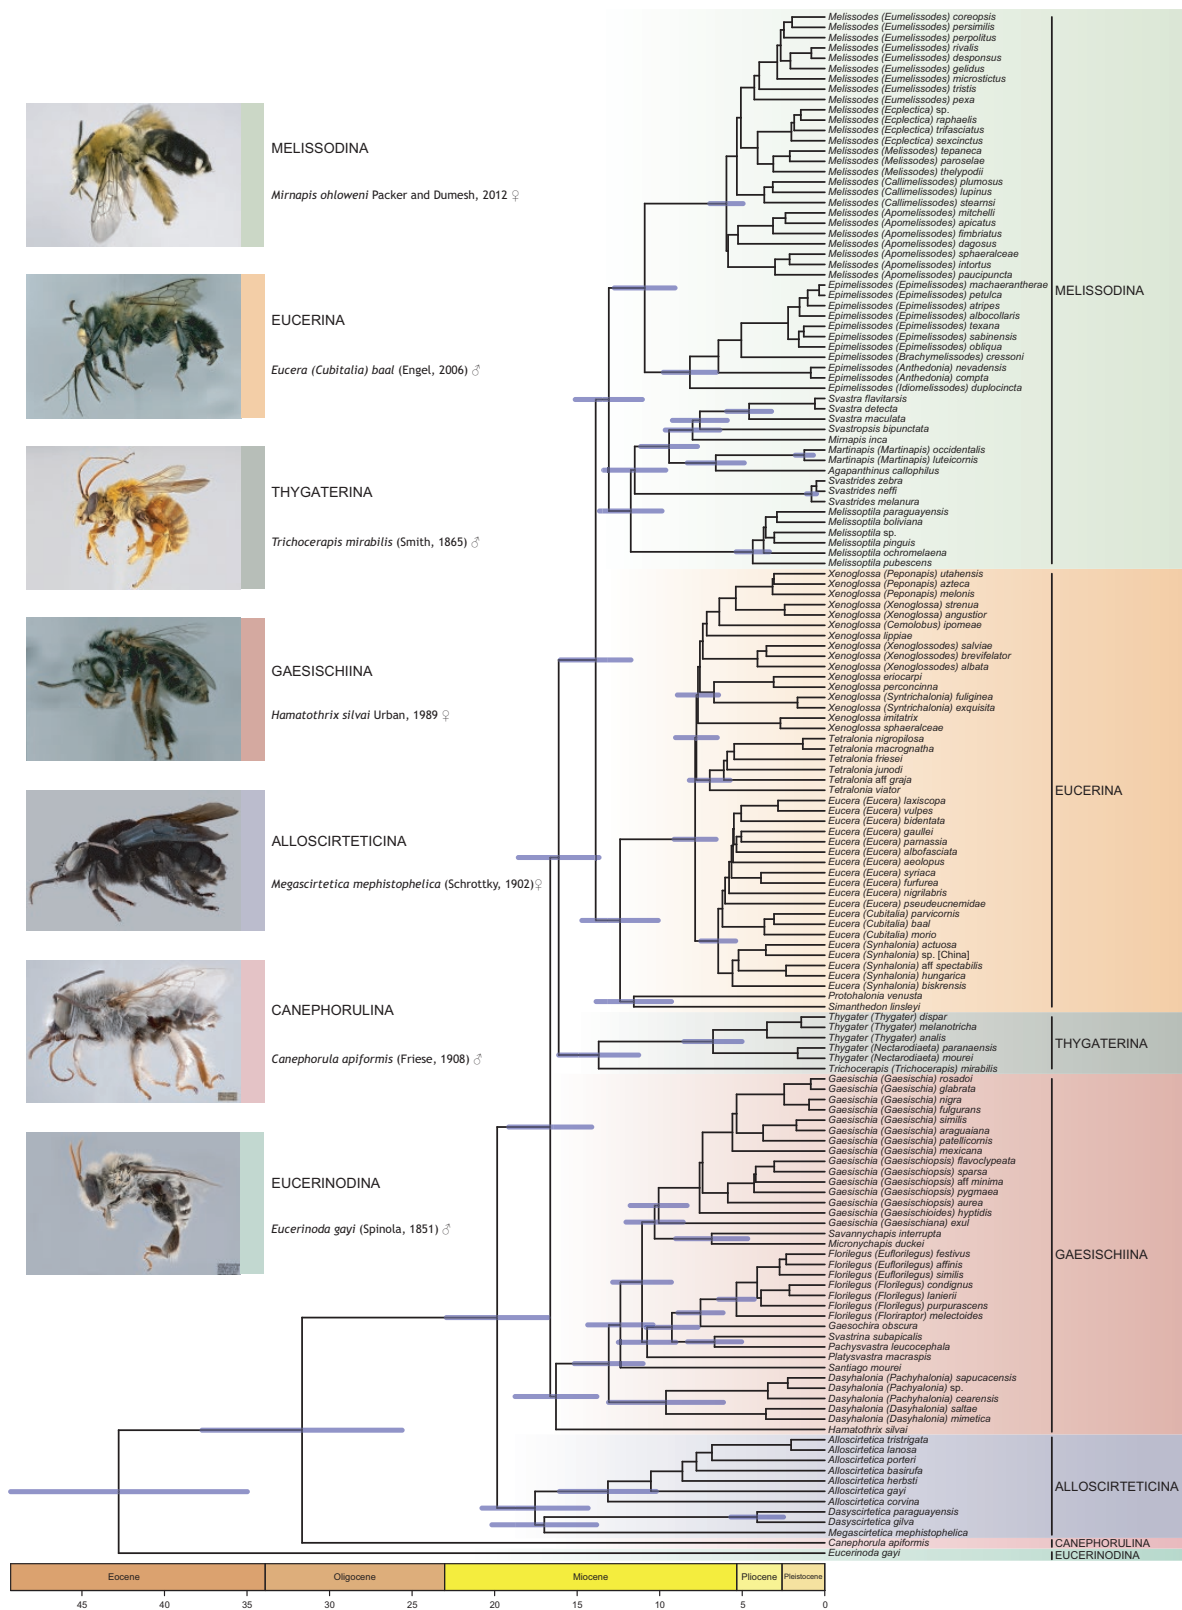 MELISSODINA
Mirnapis ohloweni Packer and Dumesh, 2012 ♀
EUCERINA
Eucera (Cubitalia) baal (Engel, 2006) ♂
THYGATERINA
Trichocerapis mirabilis (Smith, 1865) ♂
GAESISCHIINA
Hamatothrix silvai Urban, 1989 ♀
ALLOSCIRTETICINA
Megascirtetica mephistophelica (Schrottky, 1902)♀
CANEPHORULINA
Canephorula apiformis (Friese, 1908) ♂
EUCERINODINA
Eucerinoda gayi (Spinola, 1851) ♂
Melissodes (Eumelissodes) coreopsis
Melissodes (Eumelissodes) persimilis
Melissodes (Eumelissodes) perpolitus
Melissodes (Eumelissodes) rivalis
Melissodes (Eumelissodes) desponsus
Melissodes (Eumelissodes) gelidus
Melissodes (Eumelissodes) microstictus
Melissodes (Eumelissodes) tristis
Melissodes (Eumelissodes) pexa
Melissodes (Ecplectica) sp.
Melissodes (Ecplectica) raphaelis
Melissodes (Ecplectica) trifasciatus
Melissodes (Ecplectica) sexcinctus
Melissodes (Melissodes) tepaneca
Melissodes (Melissodes) paroselae
Melissodes (Melissodes) thelypodii
Melissodes (Callimelissodes) plumosus
Melissodes (Callimelissodes) lupinus
Melissodes (Callimelissodes) stearnsi
Melissodes (Apomelissodes) mitchelli
Melissodes (Apomelissodes) apicatus
Melissodes (Apomelissodes) fimbriatus
Melissodes (Apomelissodes) dagosus
Melissodes (Apomelissodes) sphaeralceae
Melissodes (Apomelissodes) intortus
Melissodes (Apomelissodes) paucipuncta
Epimelissodes (Epimelissodes) machaerantherae
Epimelissodes (Epimelissodes) petulca
Epimelissodes (Epimelissodes) atripes
Epimelissodes (Epimelissodes) albocollaris
Epimelissodes (Epimelissodes) texana
Epimelissodes (Epimelissodes) sabinensis
Epimelissodes (Epimelissodes) obliqua
Epimelissodes (Brachymelissodes) cressoni
Epimelissodes (Anthedonia) nevadensis
Epimelissodes (Anthedonia) compta
Epimelissodes (Idiomelissodes) duplocincta
Svastra flavitarsis
Svastra detecta
Svastra maculata
Svastropsis bipunctata
Mirnapis inca
Martinapis (Martinapis) occidentalis
Martinapis (Martinapis) luteicornis
Agapanthinus callophilus
Svastrides zebra
Svastrides neffi
Svastrides melanura
Melissoptila paraguayensis
Melissoptila boliviana
Melissoptila sp.
Melissoptila pinguis
Melissoptila ochromelaena
Melissoptila pubescens
MELISSODINA
Xenoglossa (Peponapis) utahensis
Xenoglossa (Peponapis) azteca
Xenoglossa (Peponapis) melonis
Xenoglossa (Xenoglossa) strenua
Xenoglossa (Xenoglossa) angustior
Xenoglossa (Cemolobus) ipomeae
Xenoglossa lippiae
Xenoglossa (Xenoglossodes) salviae
Xenoglossa (Xenoglossodes) brevifelator
Xenoglossa (Xenoglossodes) albata
Xenoglossa eriocarpi
Xenoglossa perconcinna
Xenoglossa (Syntrichalonia) fuliginea
Xenoglossa (Syntrichalonia) exquisita
Xenoglossa imitatrix
Xenoglossa sphaeralceae
Tetralonia nigropilosa
Tetralonia macrognatha
Tetralonia friesei
Tetralonia junodi
Tetralonia aff graja
Tetralonia viator
Eucera (Eucera) laxiscopa
Eucera (Eucera) vulpes
Eucera (Eucera) bidentata
Eucera (Eucera) gaullei
Eucera (Eucera) parnassia
Eucera (Eucera) albofasciata
Eucera (Eucera) aeolopus
Eucera (Eucera) syriaca
Eucera (Eucera) furfurea
Eucera (Eucera) nigrilabris
Eucera (Eucera) pseudeucnemidae
Eucera (Cubitalia) parvicornis
Eucera (Cubitalia) baal
Eucera (Cubitalia) morio
Eucera (Synhalonia) actuosa
Eucera (Synhalonia) sp. [China]
Eucera (Synhalonia) aff spectabilis
Eucera (Synhalonia) hungarica
Eucera (Synhalonia) biskrensis
Protohalonia venusta
Simanthedon linsleyi
EUCERINA
Thygater (Thygater) dispar
Thygater (Thygater) melanotricha
Thygater (Thygater) analis
Thygater (Nectarodiaeta) paranaensis
Thygater (Nectarodiaeta) mourei
Trichocerapis (Trichocerapis) mirabilis
THYGATERINA
Gaesischia (Gaesischia) rosadoi
Gaesischia (Gaesischia) glabrata
Gaesischia (Gaesischia) nigra
Gaesischia (Gaesischia) fulgurans
Gaesischia (Gaesischia) similis
Gaesischia (Gaesischia) araguaiana
Gaesischia (Gaesischia) patellicornis
Gaesischia (Gaesischia) mexicana
Gaesischia (Gaesischiopsis) flavoclypeata
Gaesischia (Gaesischiopsis) sparsa
Gaesischia (Gaesischiopsis) aff minima
Gaesischia (Gaesischiopsis) pygmaea
Gaesischia (Gaesischiopsis) aurea
Gaesischia (Gaesischioides) hyptidis
Gaesischia (Gaesischiana) exul
Savannychapis interrupta
Micronychapis duckei
Florilegus (Euflorilegus) festivus
Florilegus (Euflorilegus) affinis
Florilegus (Euflorilegus) similis
Florilegus (Florilegus) condignus
Florilegus (Florilegus) lanierii
Florilegus (Florilegus) purpurascens
Florilegus (Floriraptor) melectoides
Gaesochira obscura
Svastrina subapicalis
Pachysvastra leucocephala
Platysvastra macraspis
Santiago mourei
Dasyhalonia (Pachyhalonia) sapucacensis
Dasyhalonia (Pachyalonia) sp.
Dasyhalonia (Pachyhalonia) cearensis
Dasyhalonia (Dasyhalonia) saltae
Dasyhalonia (Dasyhalonia) mimetica
Hamatothrix silvai
GAESISCHIINA
Alloscirtetica tristrigata
Alloscirtetica lanosa
Alloscirtetica porteri
Alloscirtetica basirufa
Alloscirtetica herbsti
Alloscirtetica gayi
Alloscirtetica corvina
Dasyscirtetica paraguayensis
Dasyscirtetica gilva
Megascirtetica mephistophelica
ALLOSCIRTETICINA
Canephorula apiformis
CANEPHORULINA
Eucerinoda gayi
EUCERINODINA
Eocene Oligocene Miocene Pliocene Pleistocene
45 40 35 30 25 20 15 10 5 0